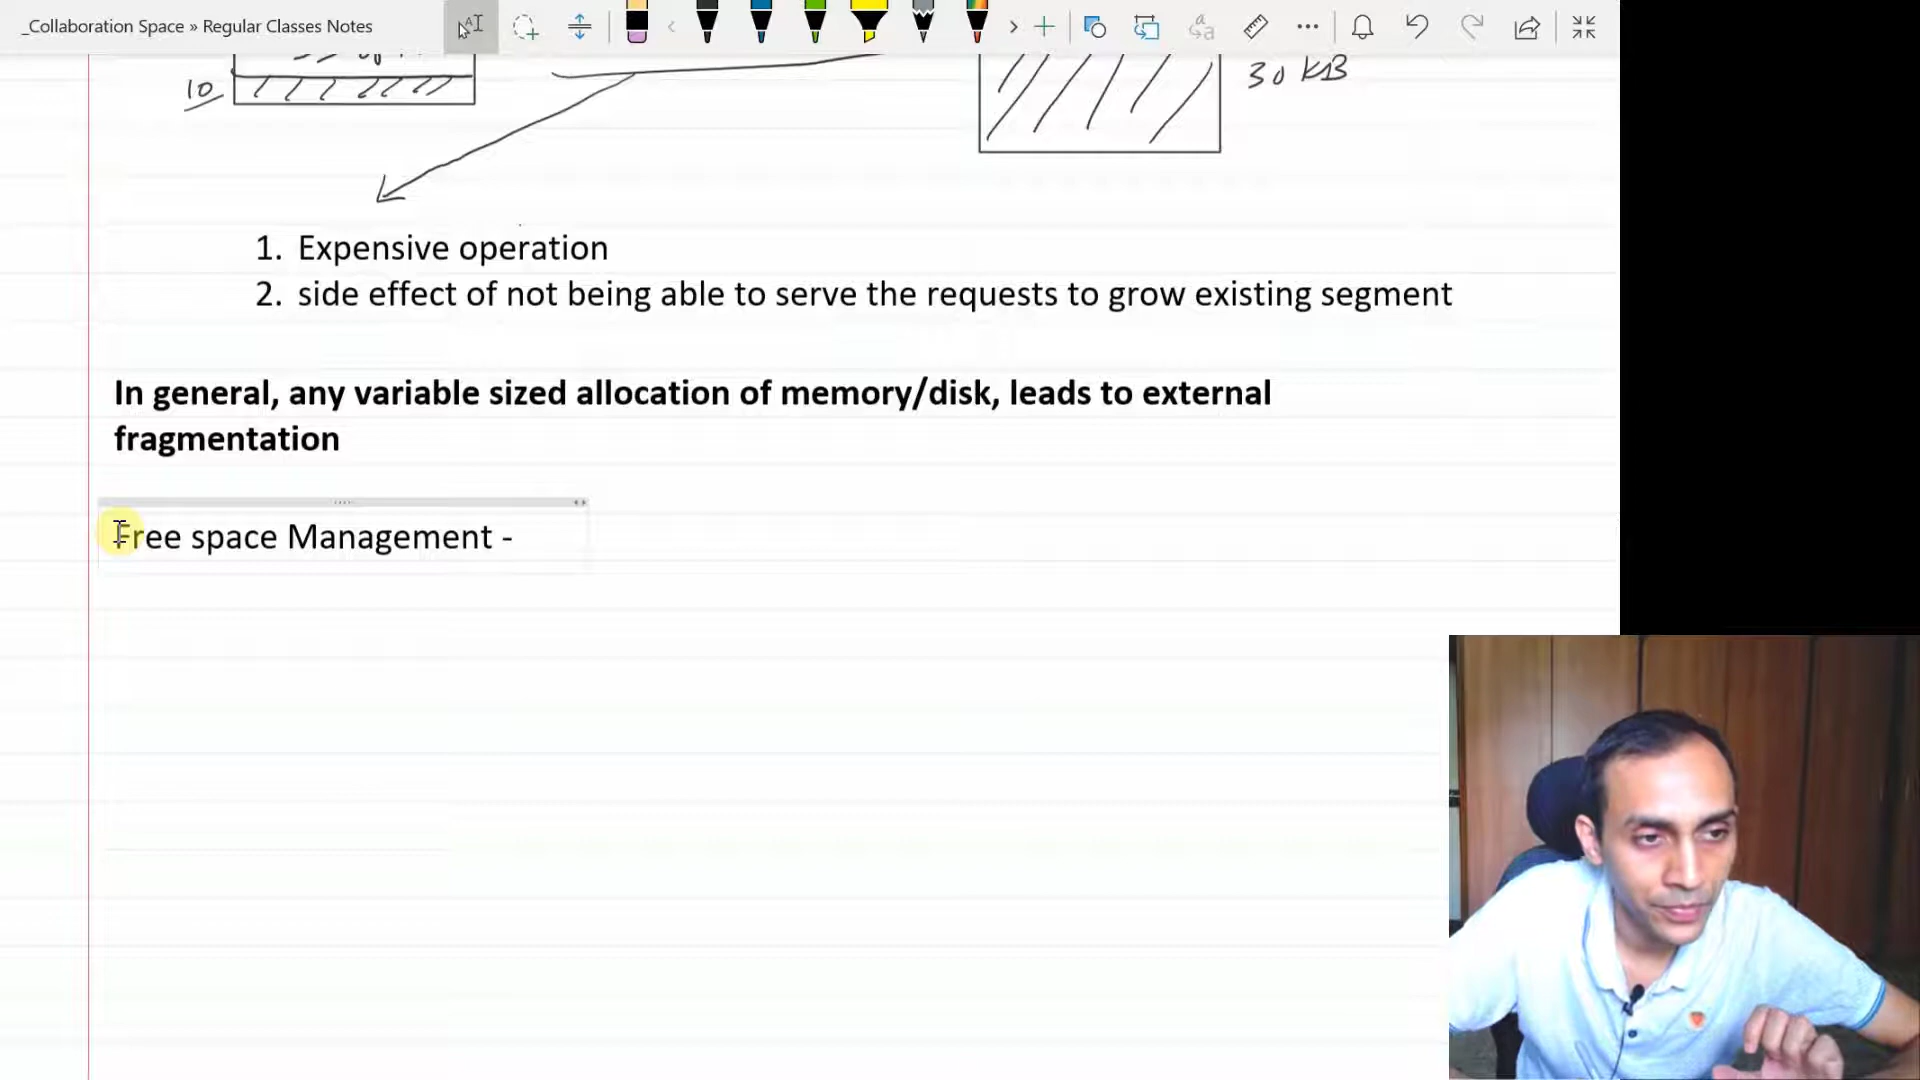 _Collaboration Space » Regular Classes Notes
10
30 KB
1. Expensive operation
2. side effect of not being able to serve the requests to grow existing segment
In general, any variable sized allocation of memory/disk, leads to external
fragmentation
Free space Management -